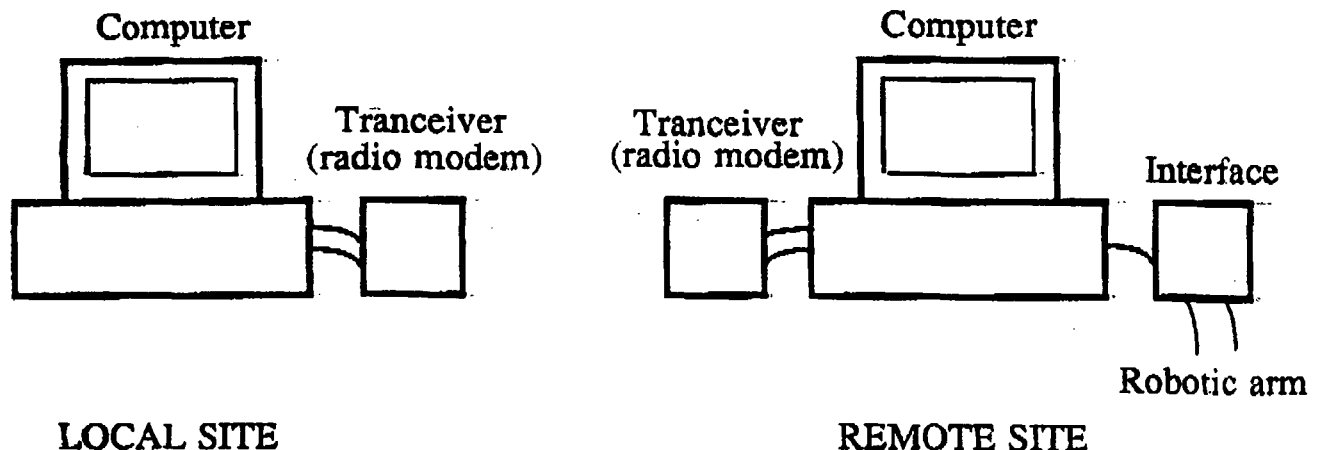 Computer
Tranceiver
(radio modem)
LOCAL SITE
Computer
Tranceiver
(radio modem)
Interface
Robotic arm
REMOTE SITE